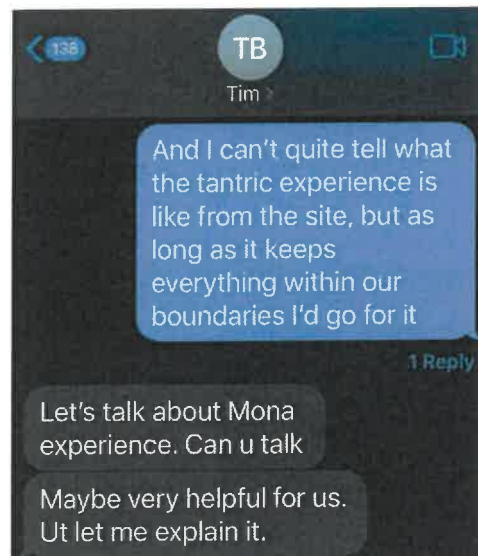 138
TB
Tim
And I can't quite tell what
the tantric experience is
like from the site, but as
long as it keeps
everything within our
boundaries I'd go for it
1 Reply
Let's talk about Mona
experience. Can u talk
Maybe very helpful for us.
Ut let me explain it.